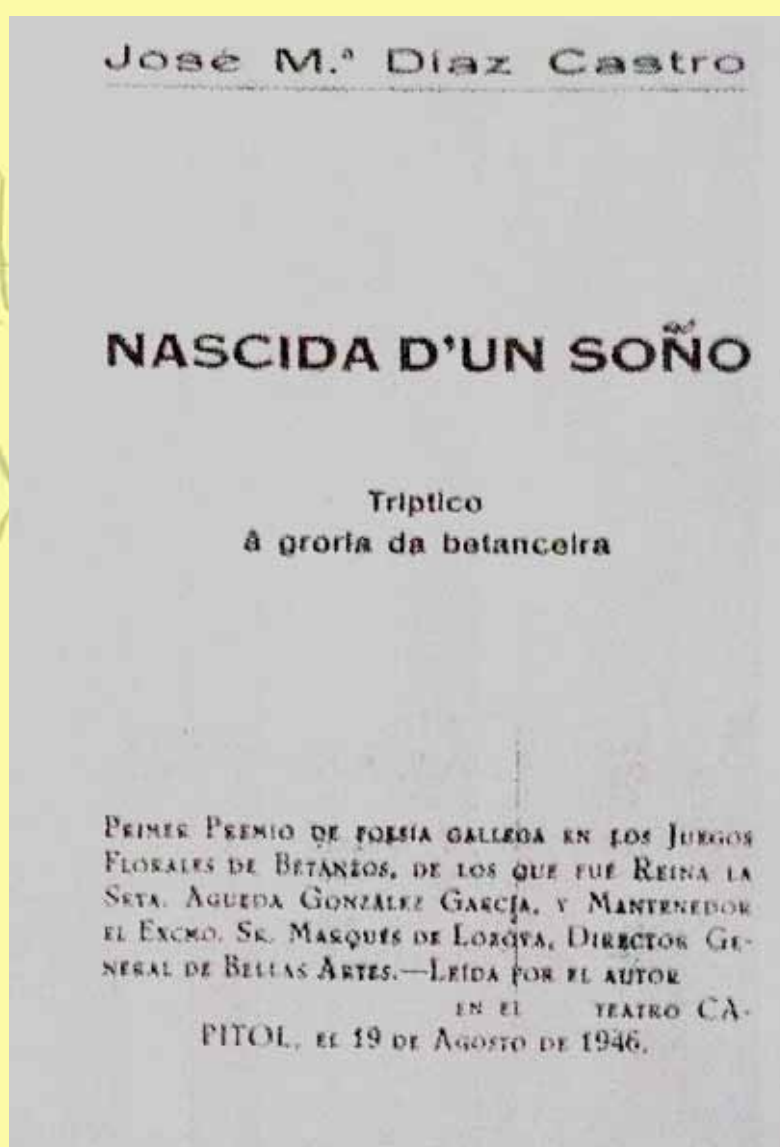 José M.ª Díaz Castro
NASCIDA D'UN SOÑO
Tríptico
â groria da betanceira
PRIMER PREMIO DE POESÍA GALLEGA EN LOS JUEGOS
FLORALES DE BETANZOS, DE LOS QUE FUÉ REINA LA
SRTA. AGUEDA GONZÁLEZ GARCÍA, Y MANTENEDOR
EL EXCMO. SR. MARQUÉS DE LOZOYA, DIRECTOR GE-
NERAL DE BELLAS ARTES.—LEÍDA POR EL AUTOR
EN EL TEATRO CA-
PITOL, EL 19 DE AGOSTO DE 1946.